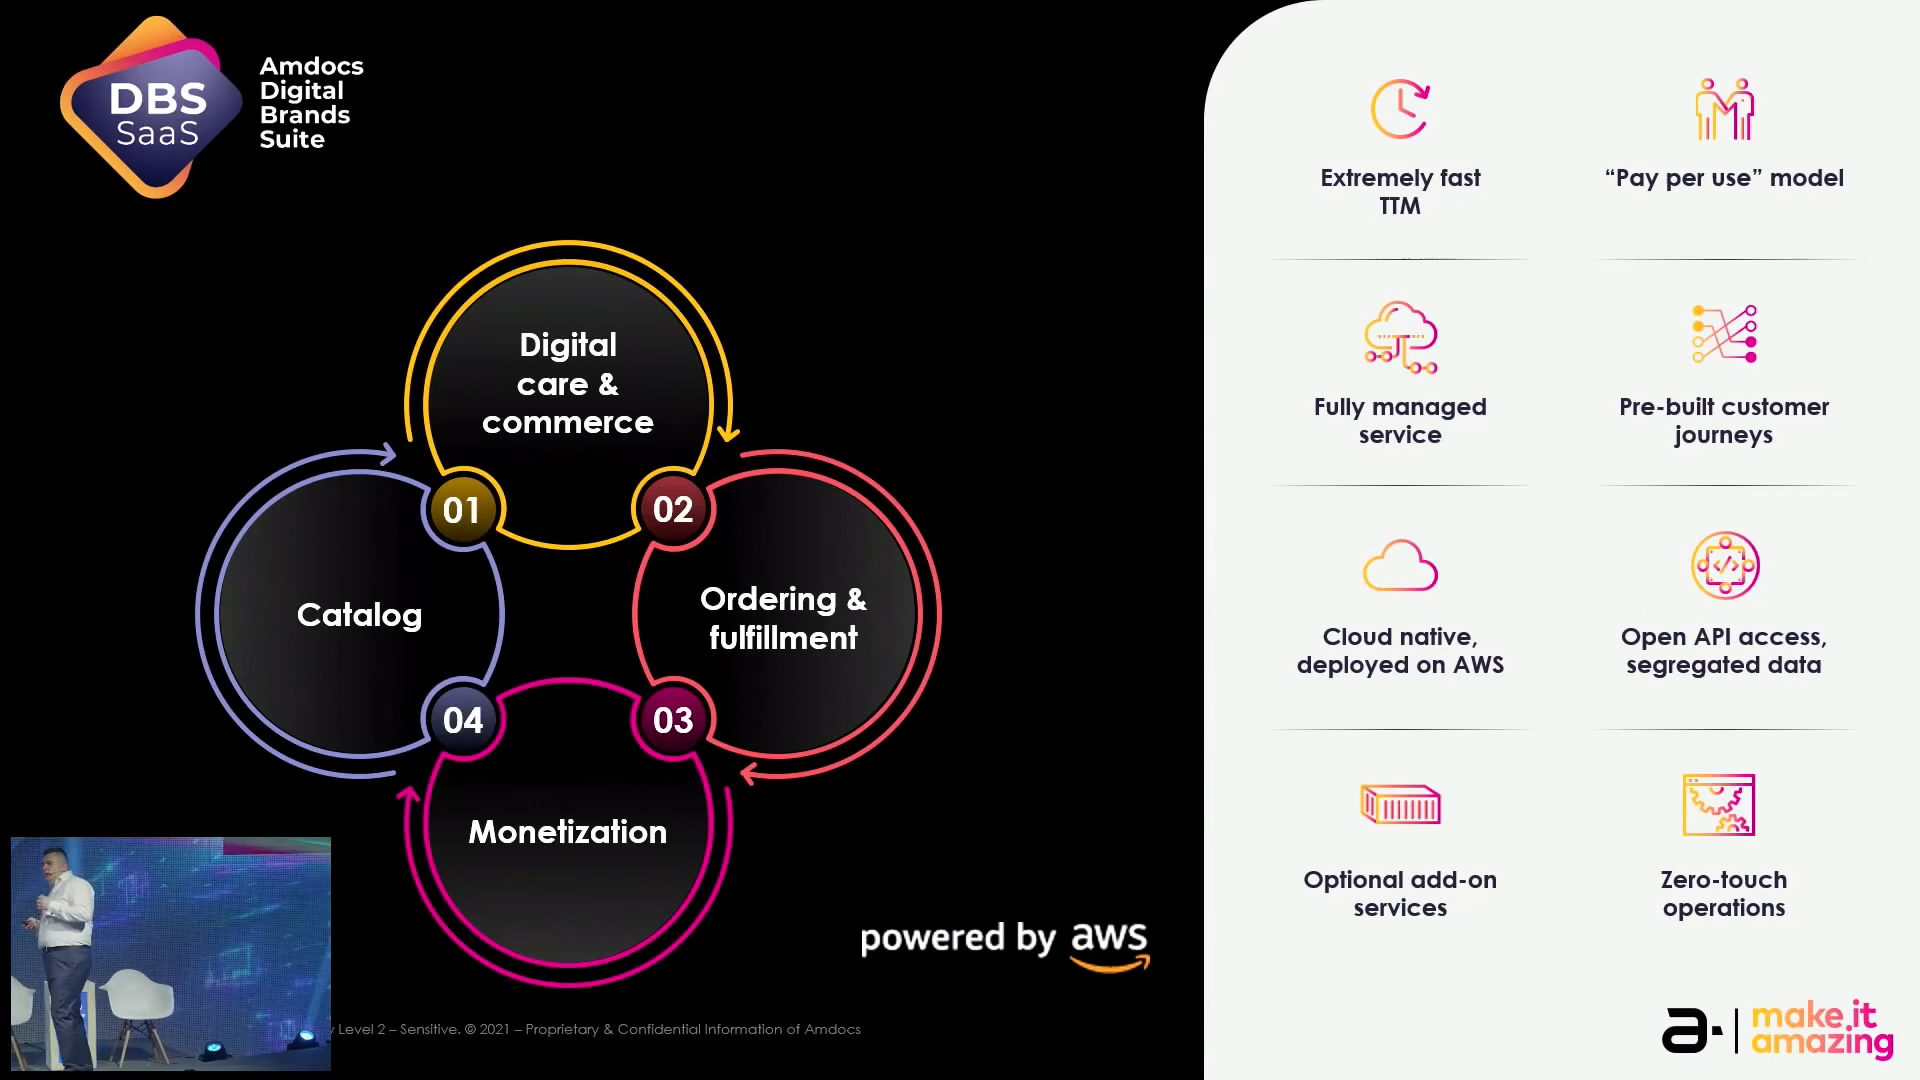 DBS
SaaS
Amdocs
Digital
Brands
Suite
Digital
care &
commerce
01
02
Catalog
Ordering &
fulfillment
04
03
Monetization
powered by aws
Level 2 – Sensitive. © 2021 – Proprietary & Confidential Information of Amdocs
Extremely fast
TTM
“Pay per use” model
Fully managed
service
Pre-built customer
journeys
Cloud native,
deployed on AWS
Open API access,
segregated data
Optional add-on
services
Zero-touch
operations
a
make it
amazing